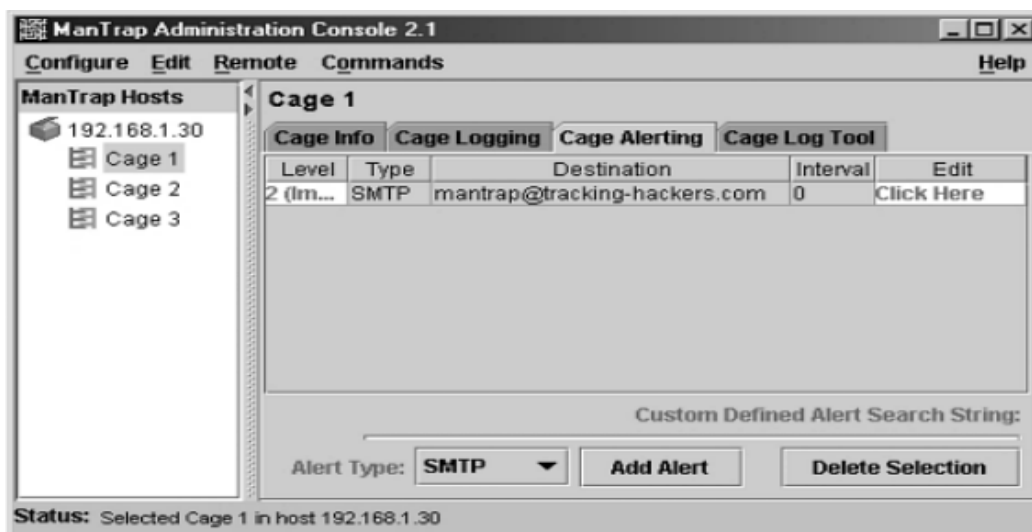 ManTrap Administration Console 2.1
Configure Edit Remote Commands Help
ManTrap Hosts
192.168.1.30
Cage 1
Cage 2
Cage 3
Cage 1
Cage Info Cage Logging Cage Alerting Cage Log Tool
Level Type Destination Interval Edit
2 (Im... SMTP mantrap@tracking-hackers.com 0 Click Here
Custom Defined Alert Search String:
Alert Type: SMTP Add Alert Delete Selection
Status: Selected Cage 1 in host 192.168.1.30